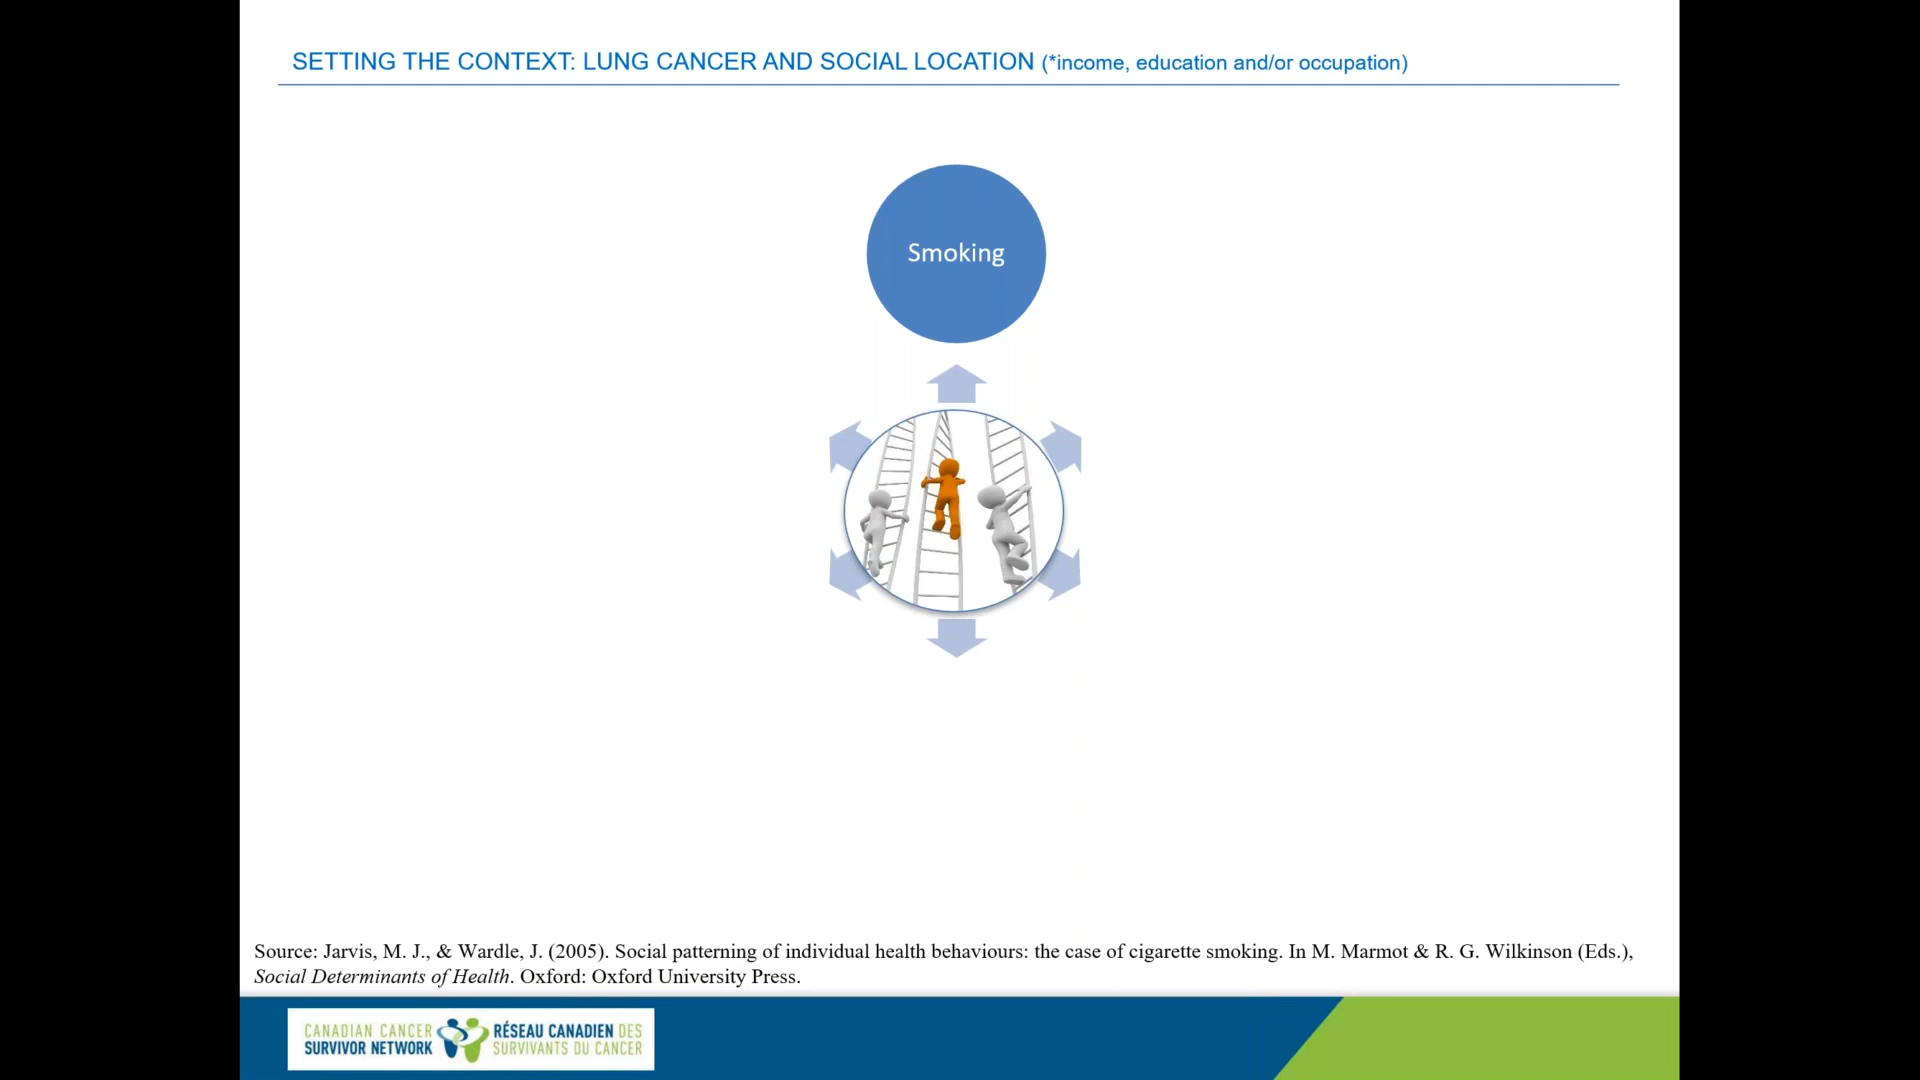 SETTING THE CONTEXT: LUNG CANCER AND SOCIAL LOCATION (*income, education and/or occupation)
Smoking
Source: Jarvis, M. J., & Wardle, J. (2005). Social patterning of individual health behaviours: the case of cigarette smoking. In M. Marmot & R. G. Wilkinson (Eds.),
Social Determinants of Health. Oxford: Oxford University Press.
CANADIAN CANCER
SURVIVOR NETWORK
RÉSEAU CANADIEN DES
SURVIVANTS DU CANCER